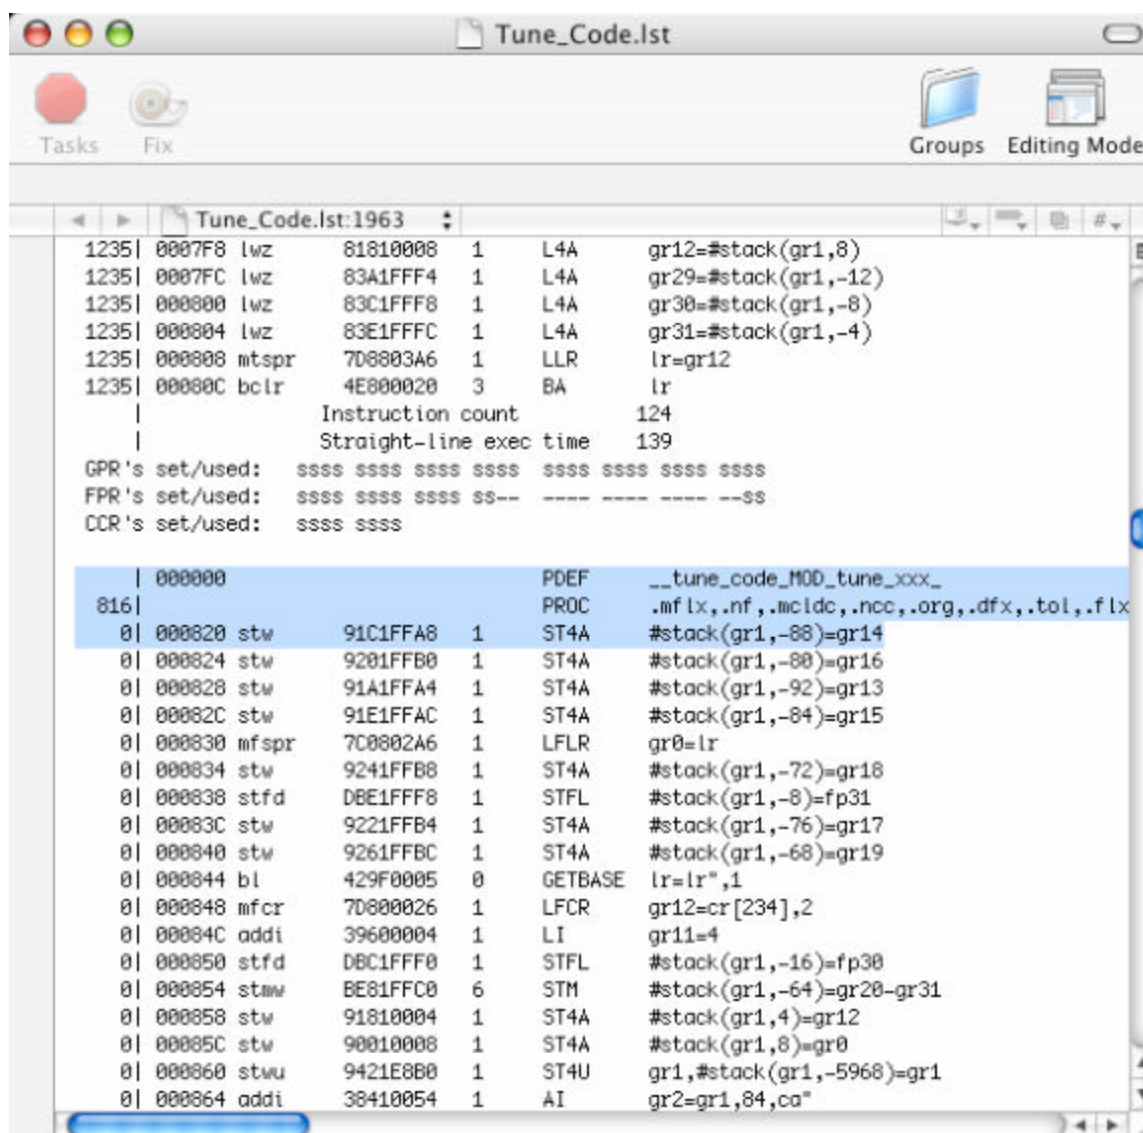 Tune_Code.lst
Tasks Fix Groups Editing Mode
Tune_Code.lst:1963 #
1235| 0007F8 lwz 81810008 1 L4A gr12=#stack(gr1,8)
1235| 0007FC lwz 83A1FFF4 1 L4A gr29=#stack(gr1,-12)
1235| 000800 lwz 83C1FFF8 1 L4A gr30=#stack(gr1,-8)
1235| 000804 lwz 83E1FFFC 1 L4A gr31=#stack(gr1,-4)
1235| 000808 mtspr 7D8803A6 1 LLR lr=gr12
1235| 00080C bclr 4E800020 3 BA lr
| Instruction count 124
| Straight-line exec time 139
GPR's set/used: ssss ssss ssss ssss ssss ssss ssss ssss
FPR's set/used: ssss ssss ssss ss-- ---- ---- ---- --ss
CCR's set/used: ssss ssss
| 000000 PDEF __tune_code_MOD_tune_xxx_
816| PROC .mflx,.nf,.mcldc,.ncc,.org,.dfx,.tol,.flx
0| 000820 stw 91C1FFA8 1 ST4A #stack(gr1,-88)=gr14
0| 000824 stw 9201FFB0 1 ST4A #stack(gr1,-80)=gr16
0| 000828 stw 91A1FFA4 1 ST4A #stack(gr1,-92)=gr13
0| 00082C stw 91E1FFAC 1 ST4A #stack(gr1,-84)=gr15
0| 000830 mfspr 7C0802A6 1 LFLR gr0=lr
0| 000834 stw 9241FFB8 1 ST4A #stack(gr1,-72)=gr18
0| 000838 stfd DBE1FFF8 1 STFL #stack(gr1,-8)=fp31
0| 00083C stw 9221FFB4 1 ST4A #stack(gr1,-76)=gr17
0| 000840 stw 9261FFBC 1 ST4A #stack(gr1,-68)=gr19
0| 000844 bl 429F0005 0 GETBASE lr=lr",1
0| 000848 mfcr 7D800026 1 LFCR gr12=cr[234],2
0| 00084C addi 39600004 1 LI gr11=4
0| 000850 stfd DBC1FFF0 1 STFL #stack(gr1,-16)=fp30
0| 000854 stmw BE81FFC0 6 STM #stack(gr1,-64)=gr20-gr31
0| 000858 stw 91810004 1 ST4A #stack(gr1,4)=gr12
0| 00085C stw 90010008 1 ST4A #stack(gr1,8)=gr0
0| 000860 stwu 9421E8B0 1 ST4U gr1,#stack(gr1,-5968)=gr1
0| 000864 addi 38410054 1 AI gr2=gr1,84,ca"